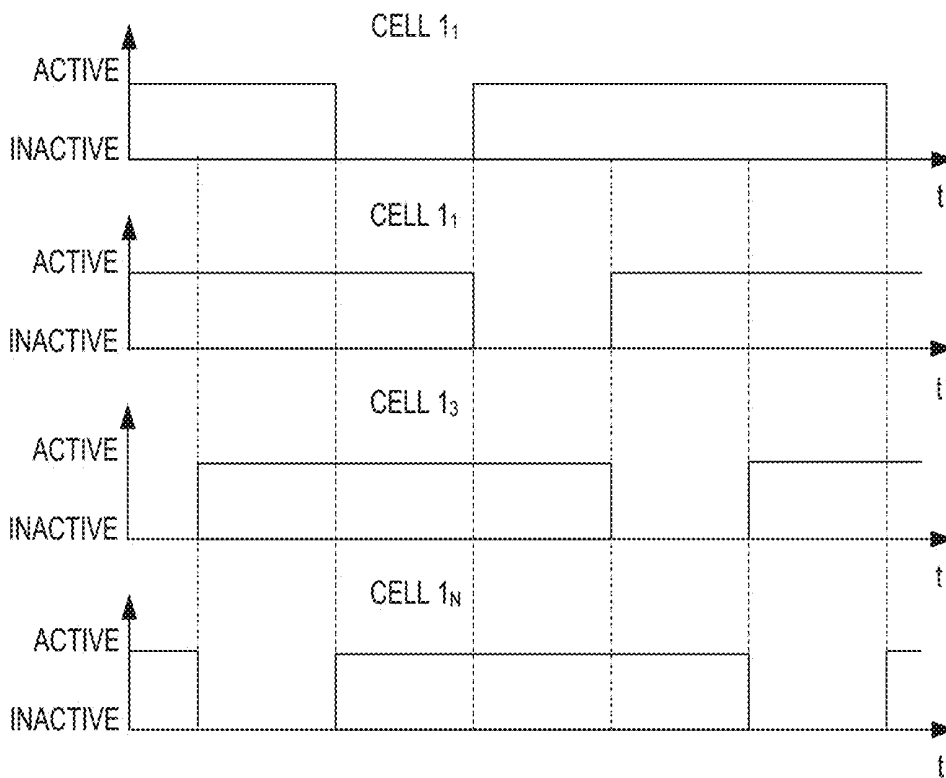 CELL 1₁
ACTIVE
INACTIVE
t
CELL 1₁
ACTIVE
INACTIVE
t
CELL 1₃
ACTIVE
INACTIVE
t
CELL 1N
ACTIVE
INACTIVE
t